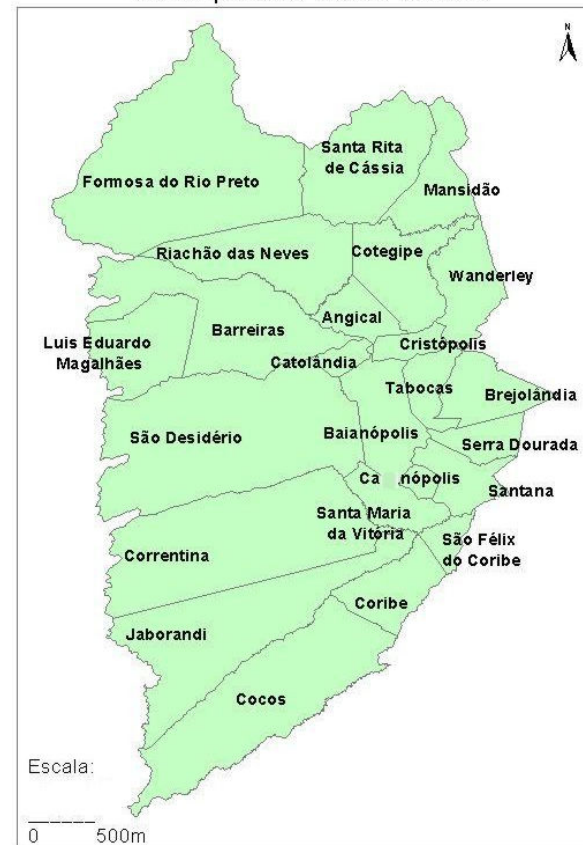 N
Santa Rita
de Cássia
Formosa do Rio Preto
Mansidão
Riachão das Neves
Cotegipe
Wanderley
Angical
Barreiras
Cristópolis
Luis Eduardo
Magalhães
Catolândia
Tabocas
Brejolândia
São Desidério
Baianópolis
Serra Dourada
Santana
Santa Maria
da Vitória
São Félix
do Coribe
Correntina
Coribe
Jaborandi
Cocos
Escala:
0 500m